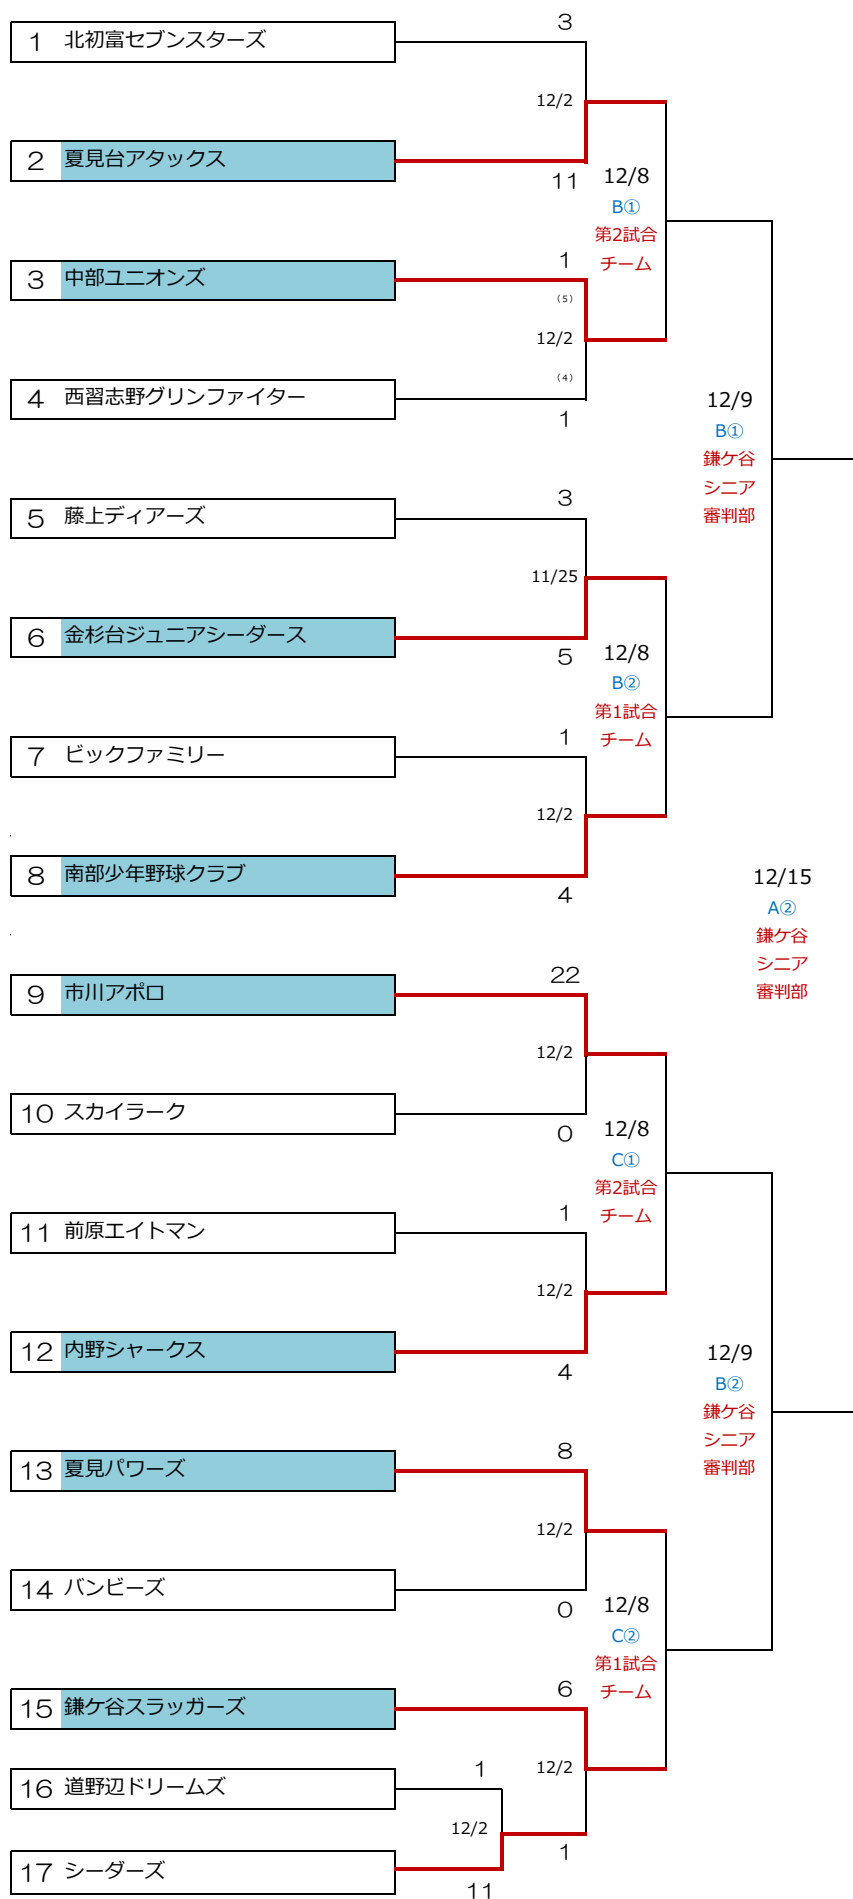 3
1 北初富セブンスターズ
12/2
2 夏見台アタックス
11
12/8
B①
第2試合
チーム
1
3 中部ユニオンズ
(5)
12/2
(4)
4 西習志野グリンファイター
1
12/9
B①
鎌ケ谷
シニア
審判部
3
5 藤上ディアーズ
11/25
6 金杉台ジュニアシーダース
5
12/8
B②
第1試合
チーム
1
7 ビックファミリー
12/2
8 南部少年野球クラブ
4
12/15
A②
鎌ケ谷
シニア
審判部
22
9 市川アポロ
12/2
10 スカイラーク
0
12/8
C①
第2試合
チーム
1
11 前原エイトマン
12/2
12 内野シャークス
4
12/9
B②
鎌ケ谷
シニア
審判部
8
13 夏見パワーズ
12/2
14 バンビーズ
0
12/8
C②
第1試合
チーム
6
15 鎌ケ谷スラッガーズ
1
12/2
16 道野辺ドリームズ
12/2
1
17 シーダーズ
11